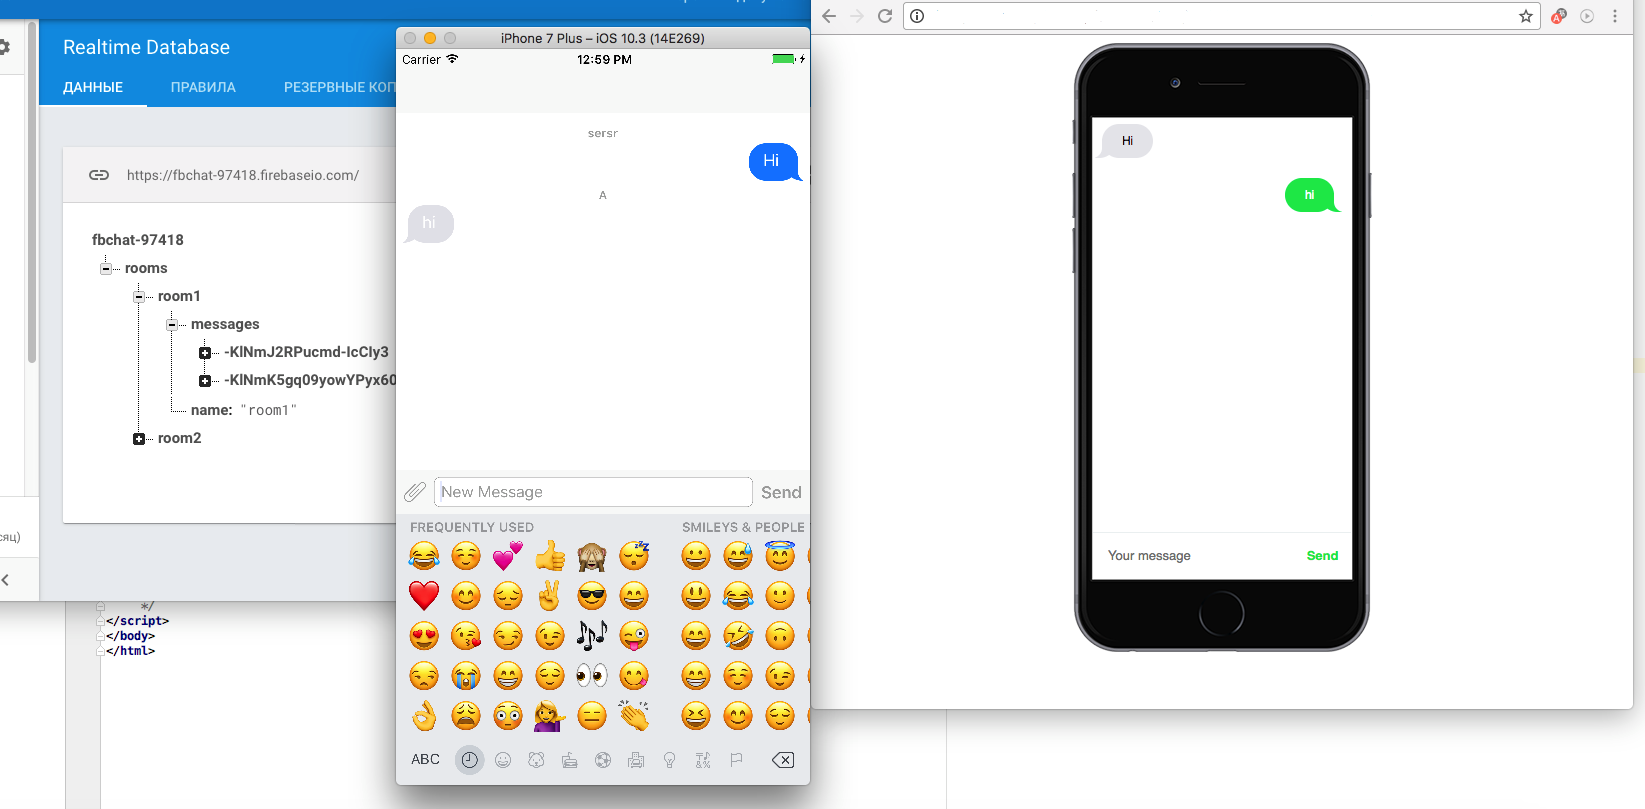 Realtime Database
ДАННЫЕ
ПРАВИЛА
РЕЗЕРВНЫЕ КОП
https://fbchat-97418.firebaseio.com/
fbchat-97418
rooms
room1
messages
-KlNmJ2RPucmd-IcCIy3
-KlNmK5gq09yowYPyx60
name: "room1"
room2
сяц)
*/
</script>
</body>
</html>
iPhone 7 Plus – iOS 10.3 (14E269)
Carrier
12:59 PM
sersr
Hi
A
hi
New Message
Send
FREQUENTLY USED
SMILEYS & PEOPLE
ABC
Hi
hi
Your message
Send